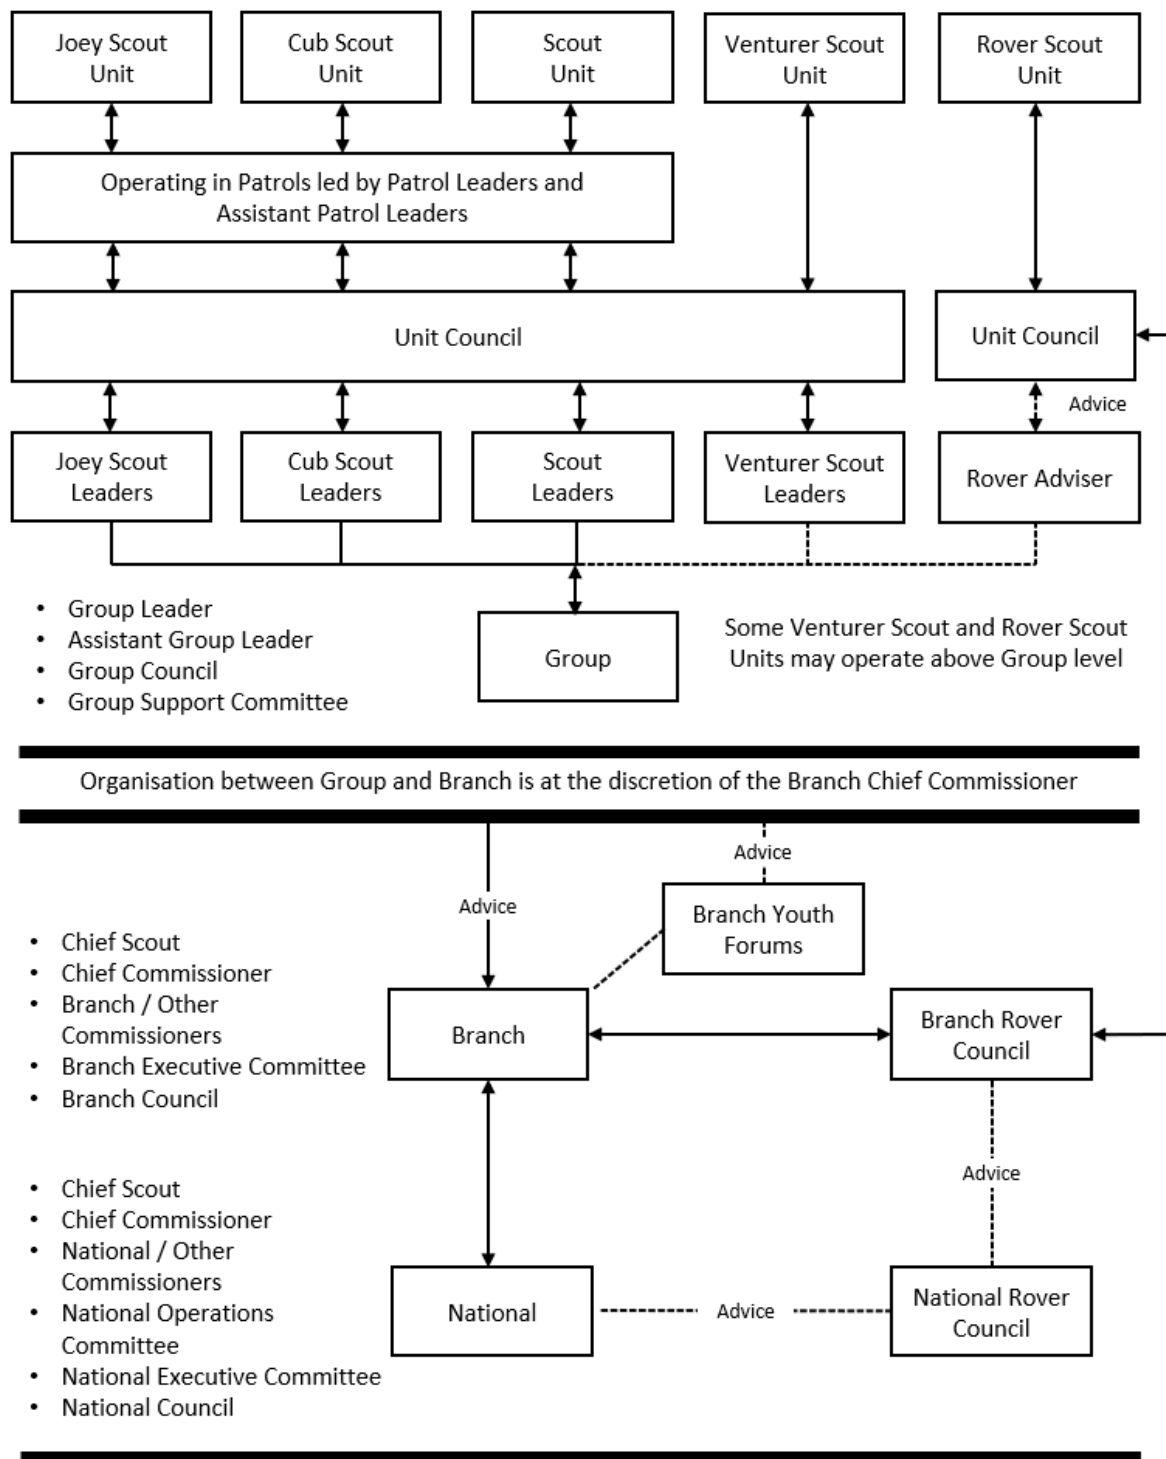 Joey Scout
Unit
Cub Scout
Unit
Scout
Unit
Venturer Scout
Unit
Rover Scout
Unit
Operating in Patrols led by Patrol Leaders and
Assistant Patrol Leaders
Unit Council
Unit Council
Advice
Joey Scout
Leaders
Cub Scout
Leaders
Scout
Leaders
Venturer Scout
Leaders
Rover Adviser
• Group Leader
• Assistant Group Leader
• Group Council
• Group Support Committee
Group
Some Venturer Scout and Rover Scout
Units may operate above Group level
Organisation between Group and Branch is at the discretion of the Branch Chief Commissioner
Advice
Advice
Branch Youth
Forums
• Chief Scout
• Chief Commissioner
• Branch / Other
Commissioners
• Branch Executive Committee
• Branch Council
Branch
Branch Rover
Council
Advice
• Chief Scout
• Chief Commissioner
• National / Other
Commissioners
• National Operations
Committee
• National Executive Committee
• National Council
National
Advice
National Rover
Council